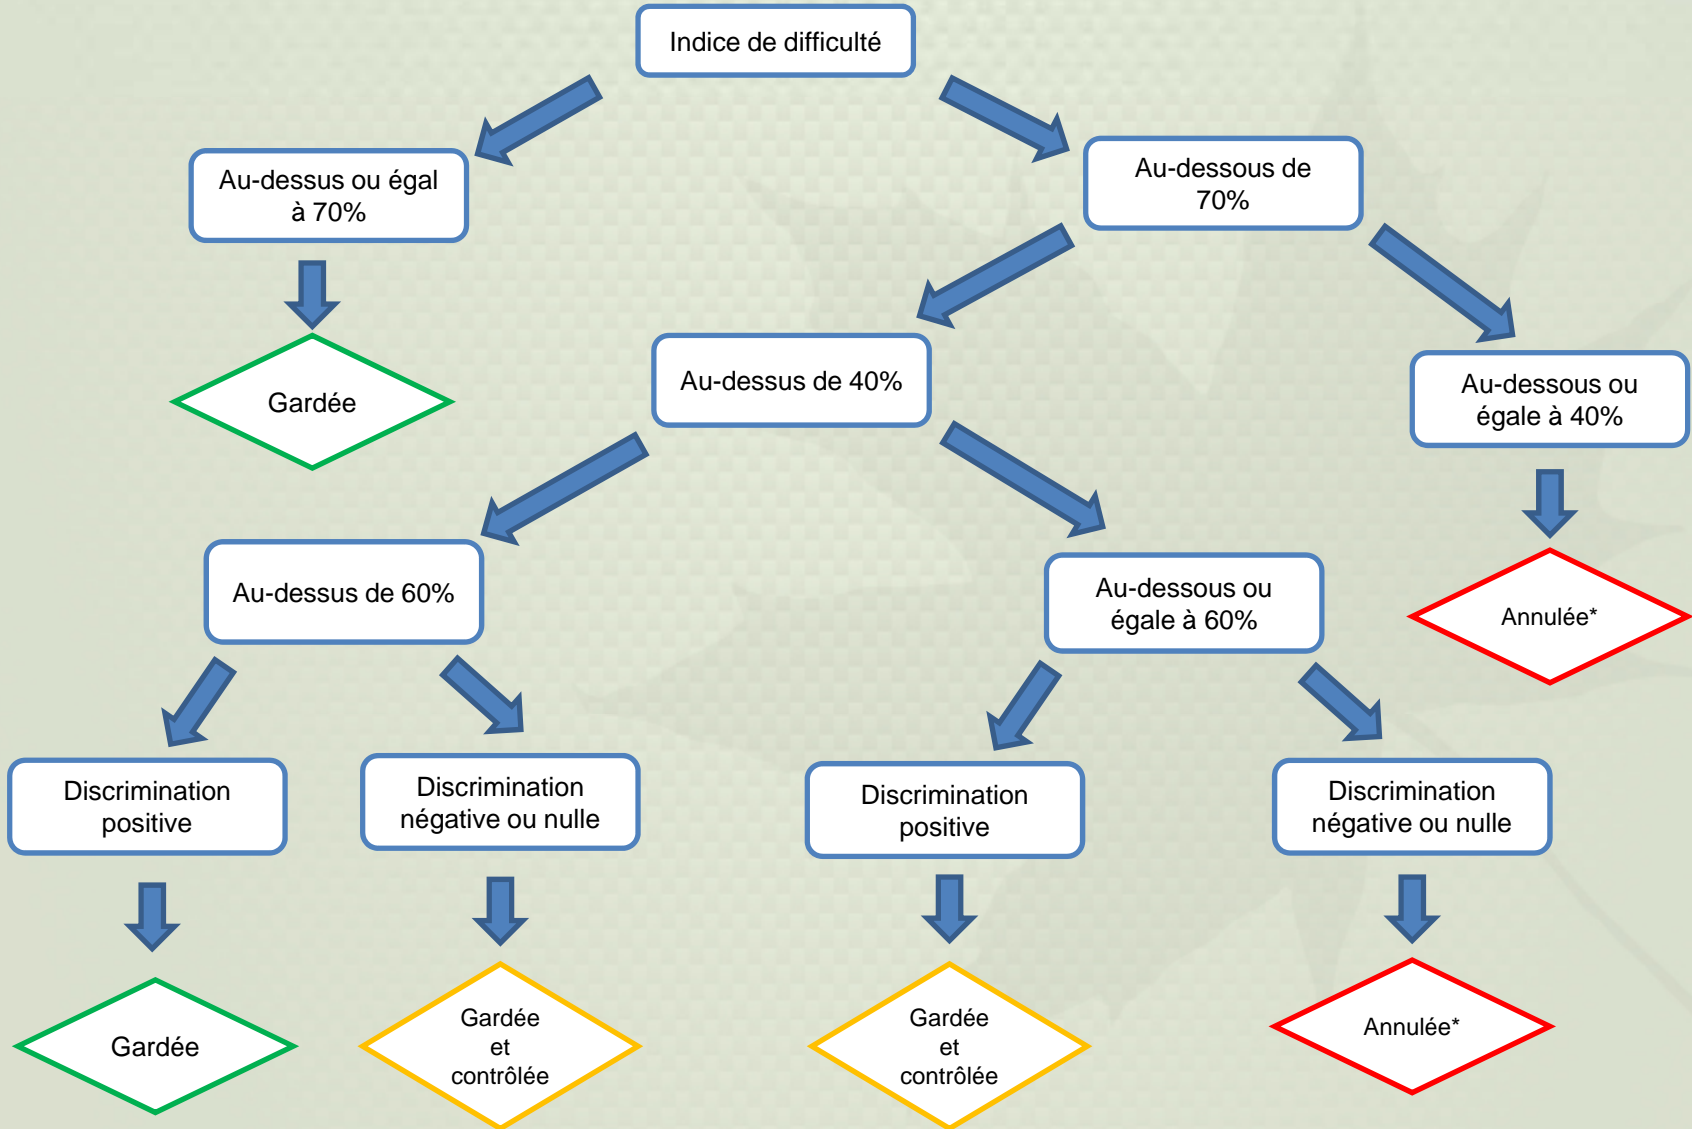 Indice de difficulté
Au-dessus ou égal
à 70%
Au-dessous de
70%
Gardée
Au-dessus de 40%
Au-dessous ou
égale à 40%
Au-dessus de 60%
Au-dessous ou
égale à 60%
Annulée*
Discrimination
positive
Discrimination
négative ou nulle
Discrimination
positive
Discrimination
négative ou nulle
Gardée
Gardée
et
contrôlée
Gardée
et
contrôlée
Annulée*